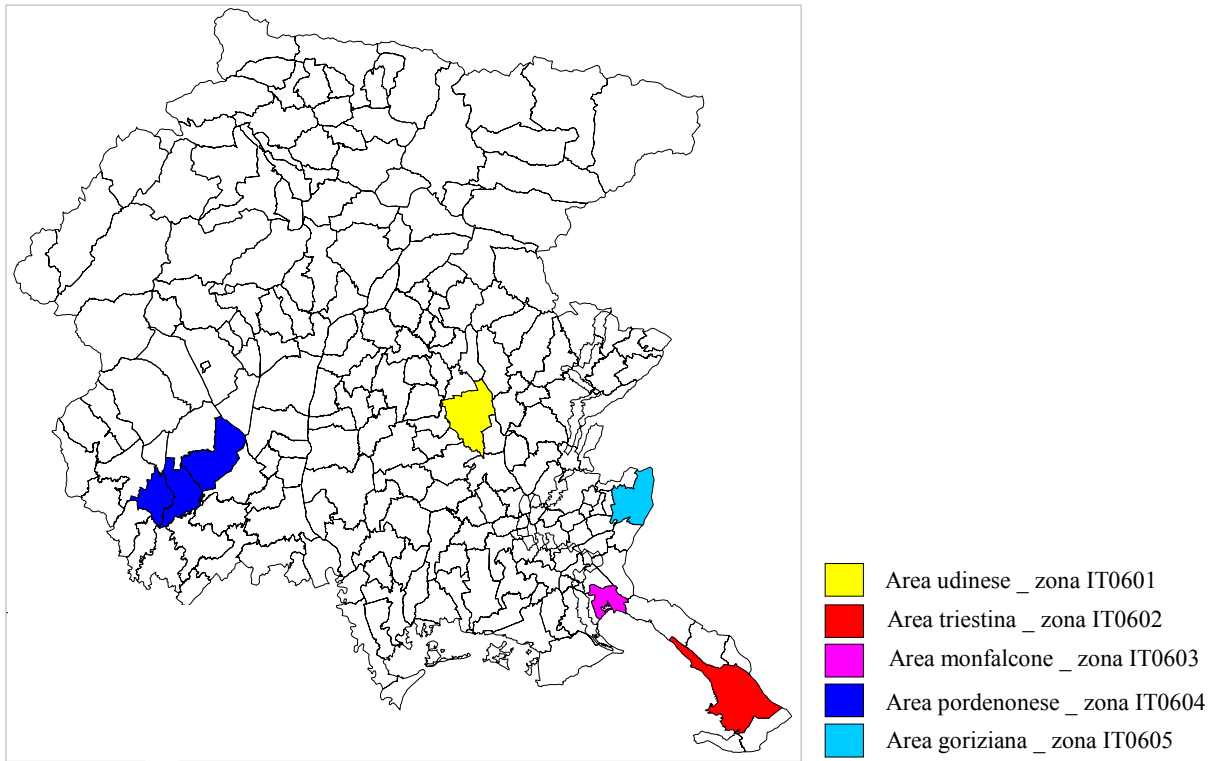 Area udinese _ zona IT0601
Area triestina _ zona IT0602
Area monfalcone _ zona IT0603
Area pordenonese _ zona IT0604
Area goriziana _ zona IT0605